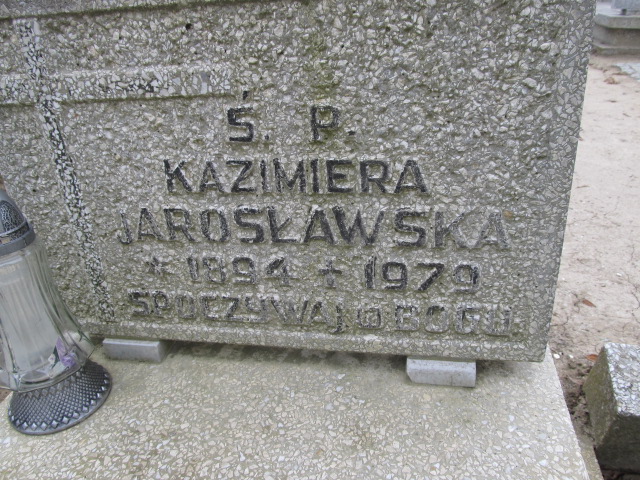 Ś. P.
KAZIMIERA
JAROSŁAWSKA
* 1894 + 1979
SPOCZYWAJ W BOGU